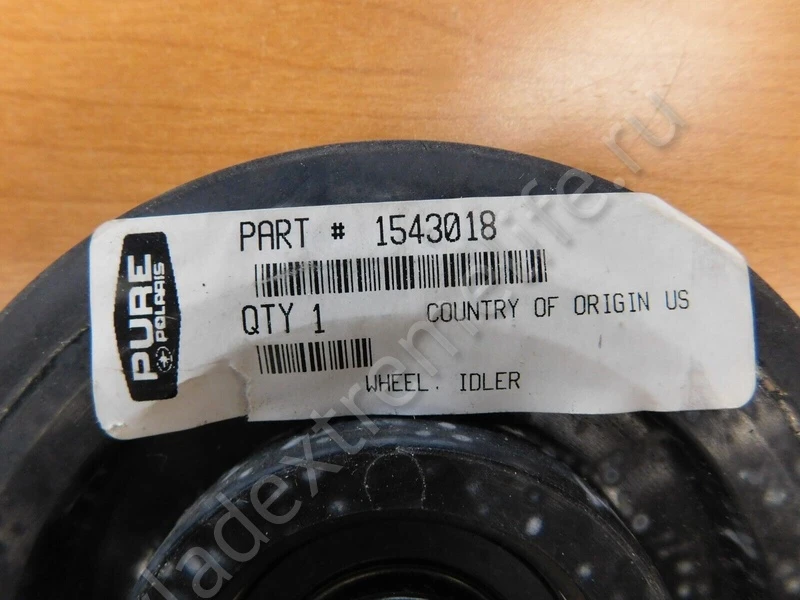 PURE
POLARIS
PART # 1543018
QTY 1
COUNTRY OF ORIGIN US
WHEEL. IDLER